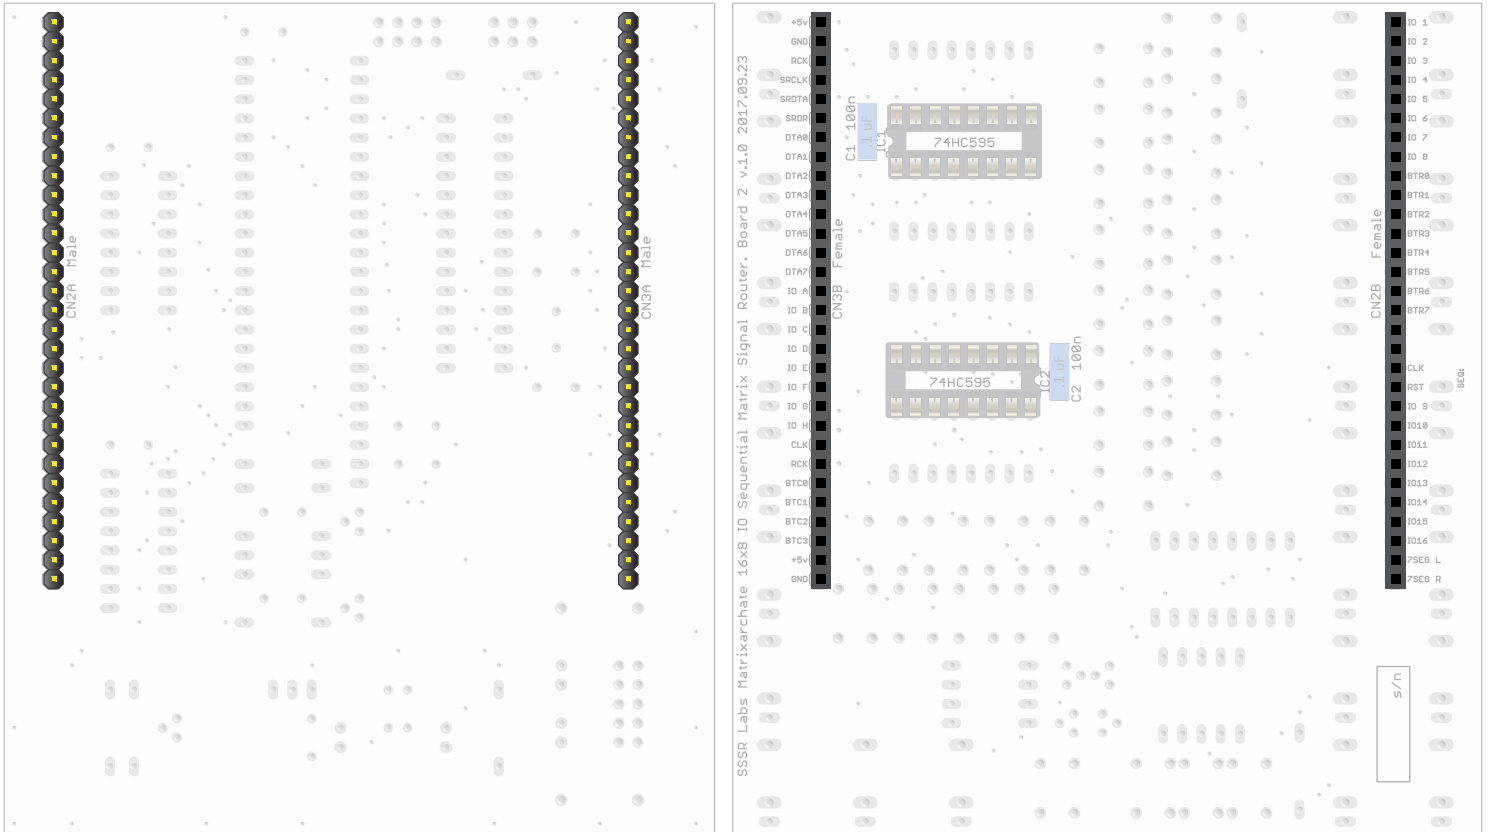 CN2A Male
CN3A Male
SSSR Labs Matrixarchate 16x8 IO Sequential Matrix Signal Router. Board 2 v.1.0 2017.09.23
+5v
GND
RCK
SRCLK
SRDTA
SRDR
DTA0
DTA1
DTA2
DTA3
DTA4
DTA5
DTA6
DTA7
IO A
IO B
IO C
IO D
IO E
IO F
IO G
IO H
CLK
RCK
BTC0
BTC1
BTC2
BTC3
+5v
GND
CN3B Female
C1 100n
.1 uF
IC1
74HC595
74HC595
IC2
.1 uF
C2 100n
CN2B Female
IO 1
IO 2
IO 3
IO 4
IO 5
IO 6
IO 7
IO 8
BTR0
BTR1
BTR2
BTR3
BTR4
BTR5
BTR6
BTR7
CLK
RST
SEQ:
IO 9
IO10
IO11
IO12
IO13
IO14
IO15
IO16
7SEG L
7SEG R
s/n